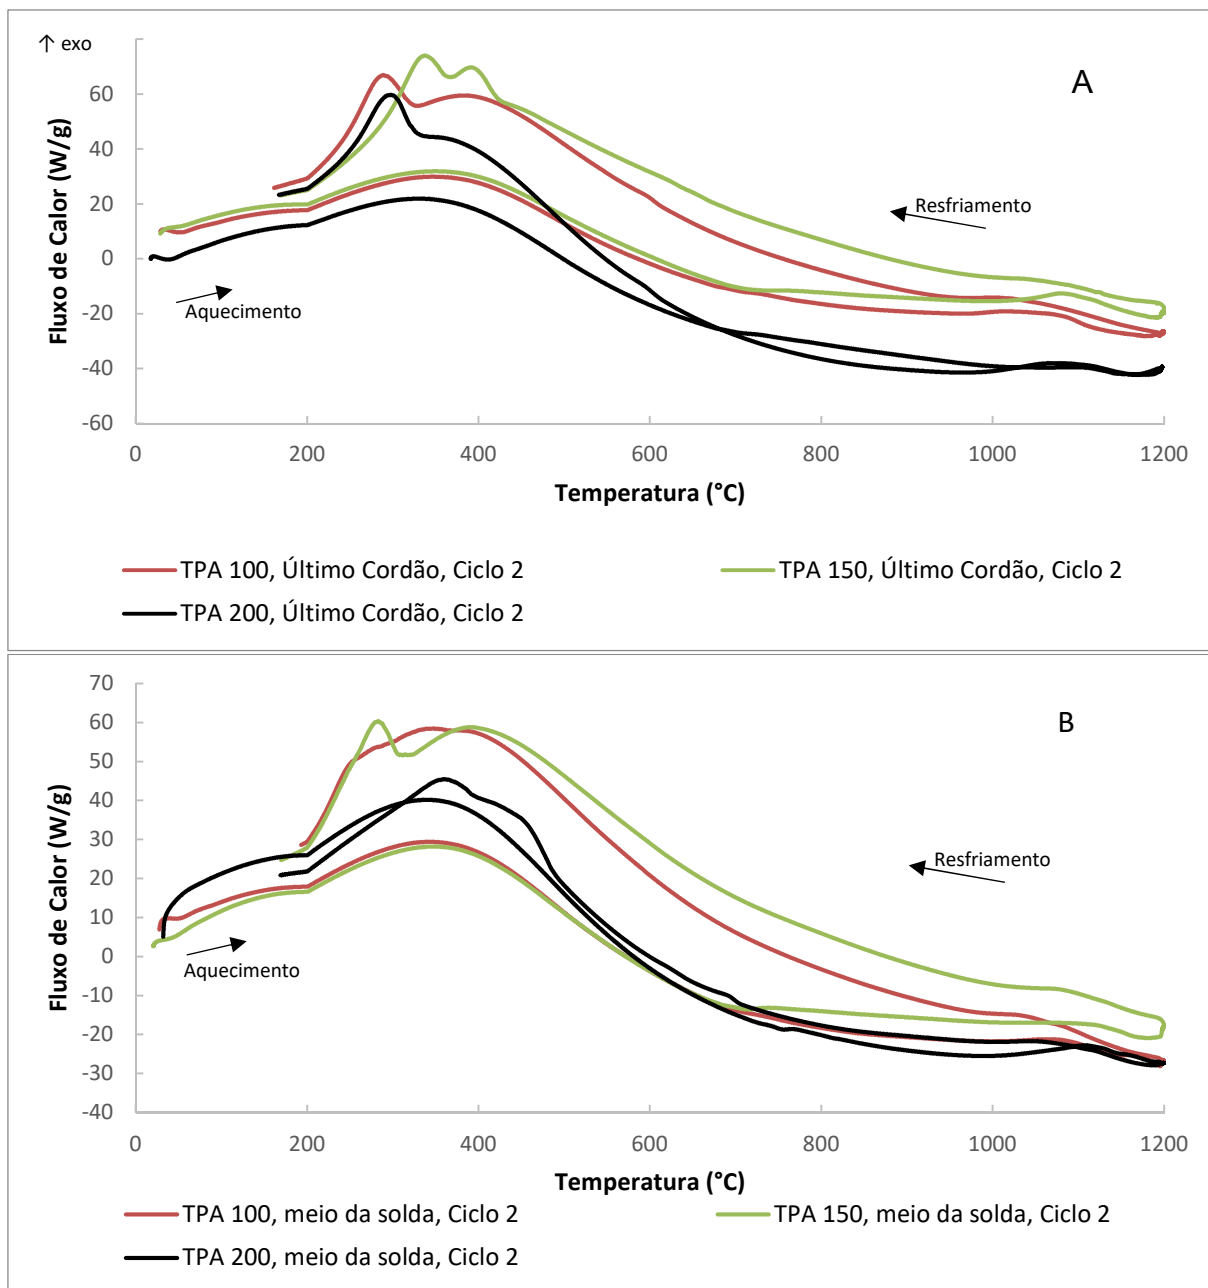 ↑ exo
A
Fluxo de Calor (W/g)
60
40
20
0
-20
-40
-60
Resfriamento
Aquecimento
0 200 400 600 800 1000 1200
Temperatura (°C)
TPA 100, Último Cordão, Ciclo 2 TPA 150, Último Cordão, Ciclo 2
TPA 200, Último Cordão, Ciclo 2
B
Fluxo de Calor (W/g)
70
60
50
40
30
20
10
0
-10
-20
-30
-40
Resfriamento
Aquecimento
0 200 400 600 800 1000 1200
Temperatura (°C)
TPA 100, meio da solda, Ciclo 2 TPA 150, meio da solda, Ciclo 2
TPA 200, meio da solda, Ciclo 2